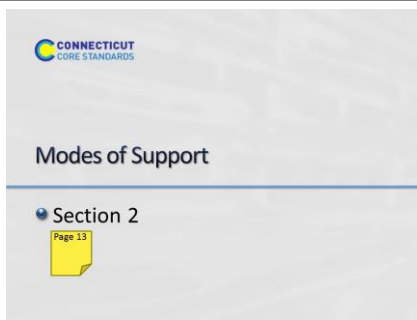 CONNECTICUT
CORE STANDARDS
Modes of Support
Section 2
Page 13